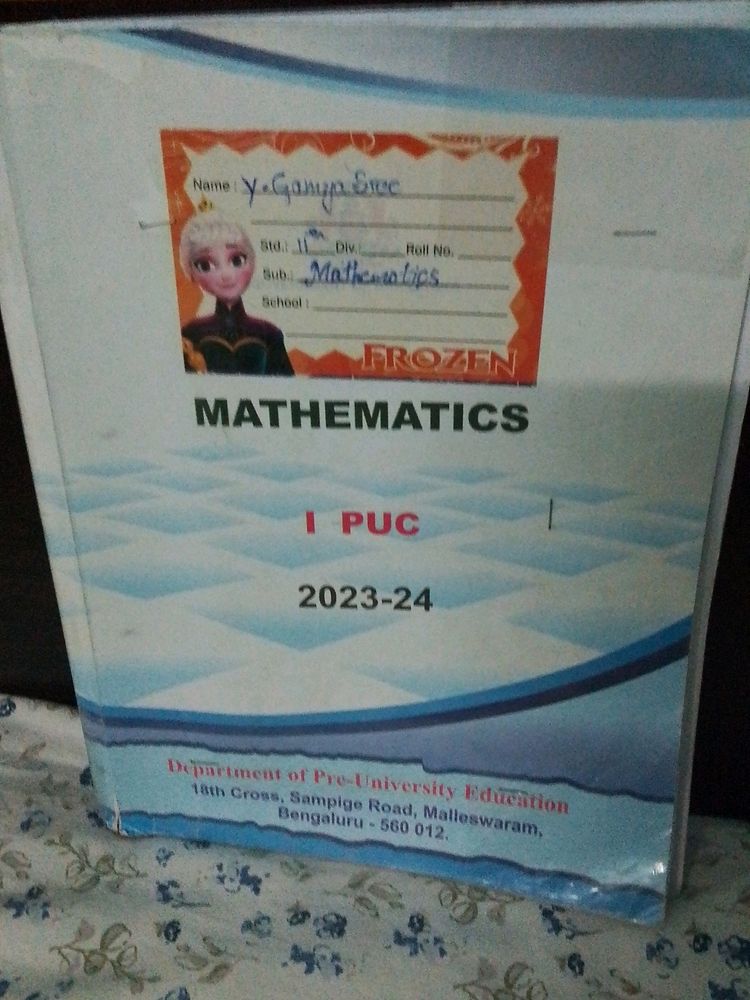 Name : Y. Ganya Sree
Std.: 11th Div.: Roll No.
Sub.: Mathematics
School :
FROZEN
MATHEMATICS
I PUC
2023-24
Department of Pre-University Education
18th Cross, Sampige Road, Malleswaram,
Bengaluru - 560 012.